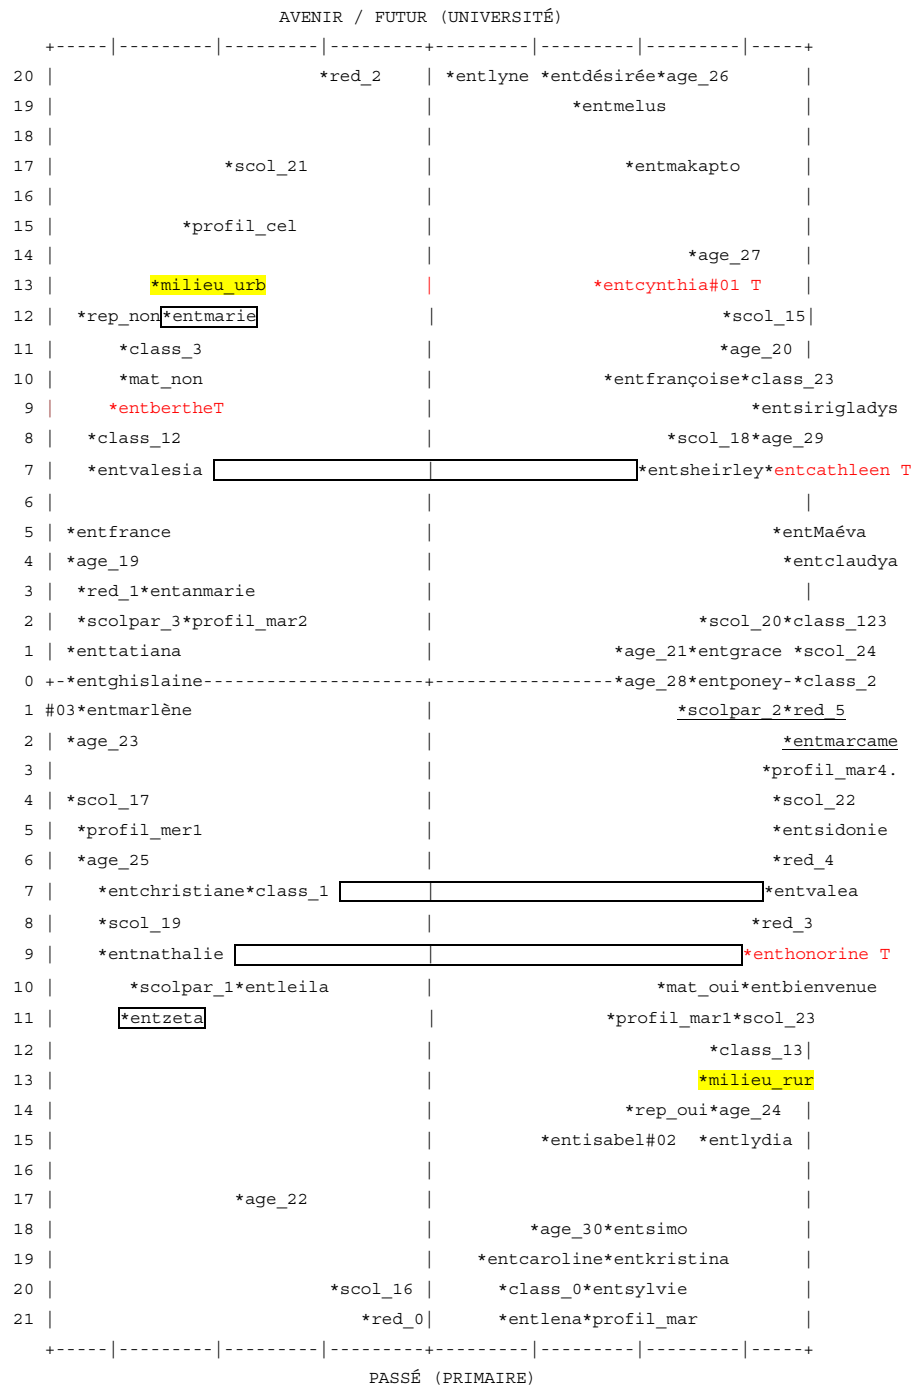 AVENIR / FUTUR (UNIVERSITÉ)
+-----|---------|---------|---------+---------|---------|---------|-----+
20 | *red_2 | *entlyne *entdésirée*age_26 |
19 | | *entmelus |
18 | | |
17 | *scol_21 | *entmakapto |
16 | | |
15 | *profil_cel | |
14 | | *age_27 |
13 | *milieu_urb | *entcynthia#01 T |
12 | *rep_non*entmarie | *scol_15|
11 | *class_3 | *age_20 |
10 | *mat_non | *entfrançoise*class_23
9 | *entbertheT | *entsirigladys
8 | *class_12 | *scol_18*age_29
7 | *entvalesia | *entsheirley*entcathleen T
6 | | |
5 | *entfrance | *entMaéva
4 | *age_19 | *entclaudya
3 | *red_1*entanmarie | |
2 | *scolpar_3*profil_mar2 | *scol_20*class_123
1 | *enttatiana | *age_21*entgrace *scol_24
0 +-*entghislaine---------------------+-----------------*age_28*entponey-*class_2
1 #03*entmarlène | *scolpar_2*red_5
2 | *age_23 | *entmarcame
3 | | *profil_mar4.
4 | *scol_17 | *scol_22
5 | *profil_mer1 | *entsidonie
6 | *age_25 | *red_4
7 | *entchristiane*class_1 | *entvalea
8 | *scol_19 | *red_3
9 | *entnathalie | *enthonorine T
10 | *scolpar_1*entleila | *mat_oui*entbienvenue
11 | *entzeta | *profil_mar1*scol_23
12 | | *class_13|
13 | | *milieu_rur
14 | | *rep_oui*age_24 |
15 | | *entisabel#02 *entlydia |
16 | | |
17 | *age_22 | |
18 | | *age_30*entsimo |
19 | | *entcaroline*entkristina |
20 | *scol_16 | *class_0*entsylvie |
21 | *red_0| *entlena*profil_mar |
+-----|---------|---------|---------+---------|---------|---------|-----+
PASSÉ (PRIMAIRE)